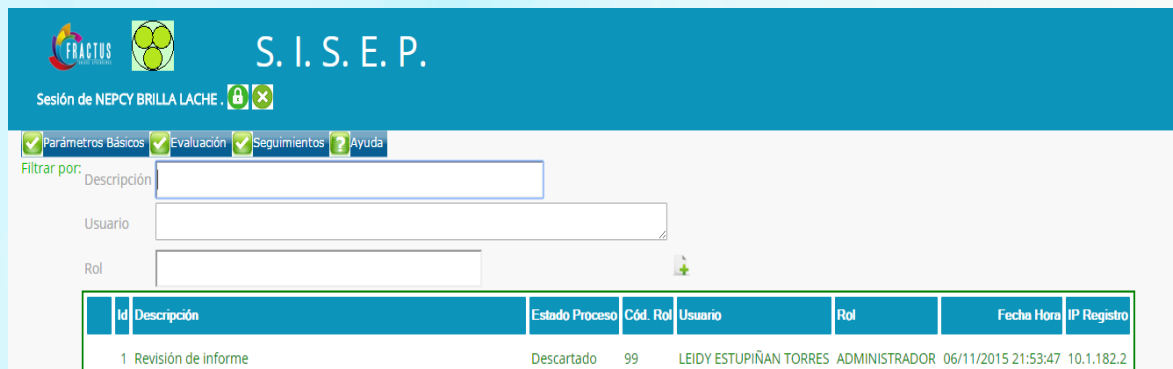 FRACTUS
S. I. S. E. P.
Sesión de NEPCY BRILLA LACHE .
Parámetros Básicos Evaluación Seguimientos Ayuda
Filtrar por:
Descripción
Usuario
Rol
Id Descripción Estado Proceso Cód. Rol Usuario Rol Fecha Hora IP Registro
1 Revisión de informe Descartado 99 LEIDY ESTUPIÑAN TORRES ADMINISTRADOR 06/11/2015 21:53:47 10.1.182.2